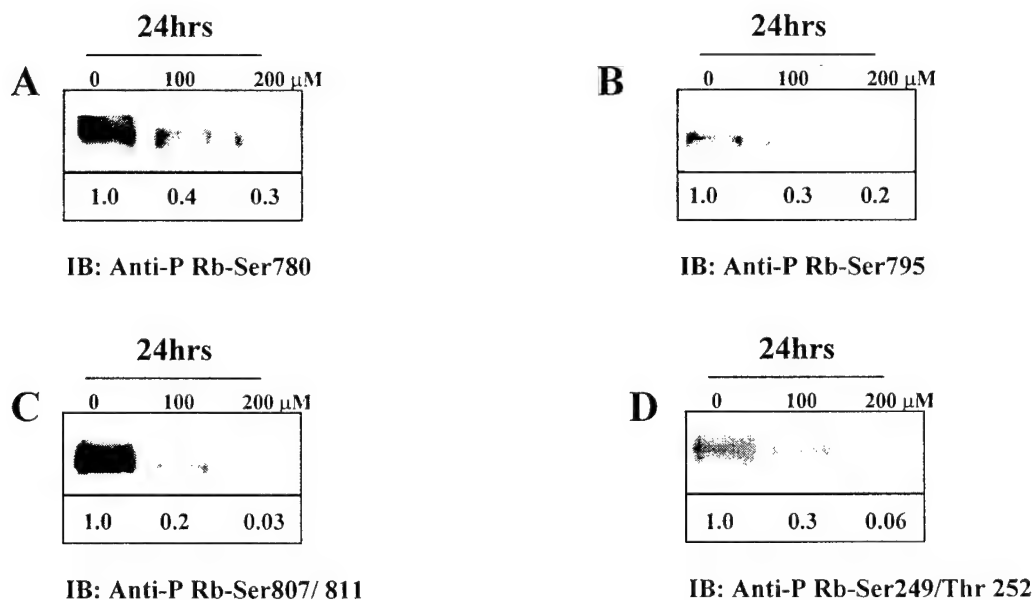 24hrs
A
0 100 200 µM
1.0 0.4 0.3
IB: Anti-P Rb-Ser780
24hrs
B
0 100 200 µM
1.0 0.3 0.2
IB: Anti-P Rb-Ser795
24hrs
C
0 100 200 µM
1.0 0.2 0.03
IB: Anti-P Rb-Ser807/ 811
24hrs
D
0 100 200 µM
1.0 0.3 0.06
IB: Anti-P Rb-Ser249/Thr 252